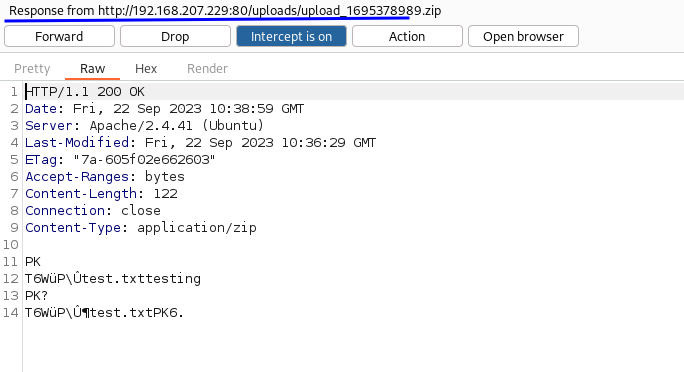 Response from http://192.168.207.229:80/uploads/upload_1695378989.zip
Forward Drop Intercept is on Action Open browser
Pretty Raw Hex Render
1 HTTP/1.1 200 OK
2 Date: Fri, 22 Sep 2023 10:38:59 GMT
3 Server: Apache/2.4.41 (Ubuntu)
4 Last-Modified: Fri, 22 Sep 2023 10:36:29 GMT
5 ETag: "7a-605f02e662603"
6 Accept-Ranges: bytes
7 Content-Length: 122
8 Connection: close
9 Content-Type: application/zip
10
11 PK
12 T6WüP\Ûtest.txttesting
13 PK?
14 T6WüP\Û¶test.txtPK6.